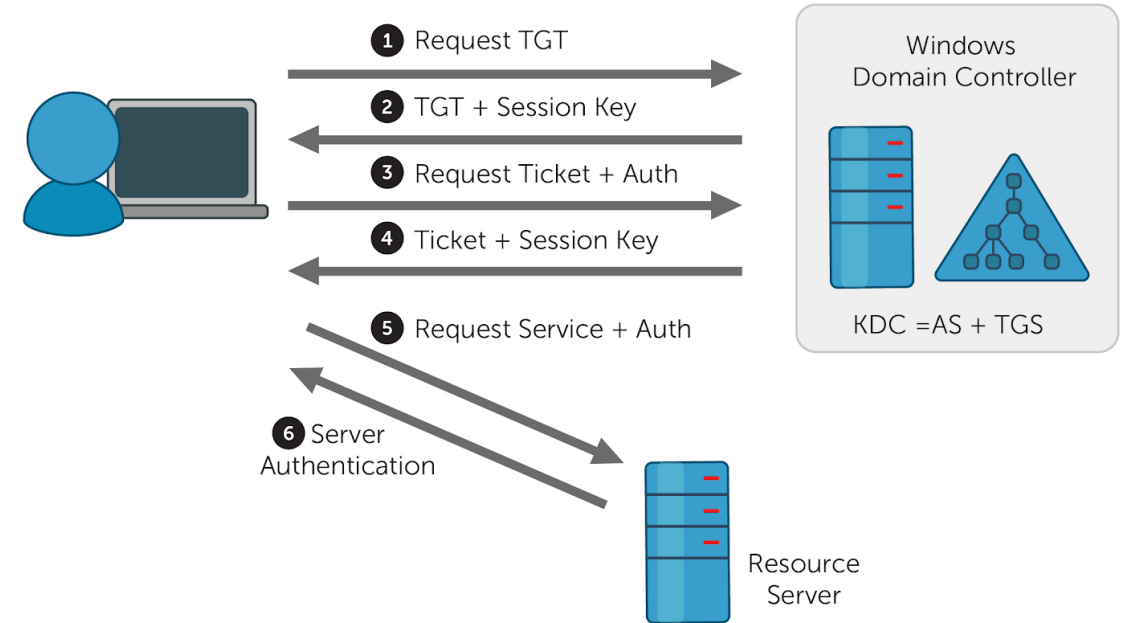 1 Request TGT
2 TGT + Session Key
3 Request Ticket + Auth
4 Ticket + Session Key
5 Request Service + Auth
6 Server
Authentication
Windows
Domain Controller
KDC =AS + TGS
Resource
Server